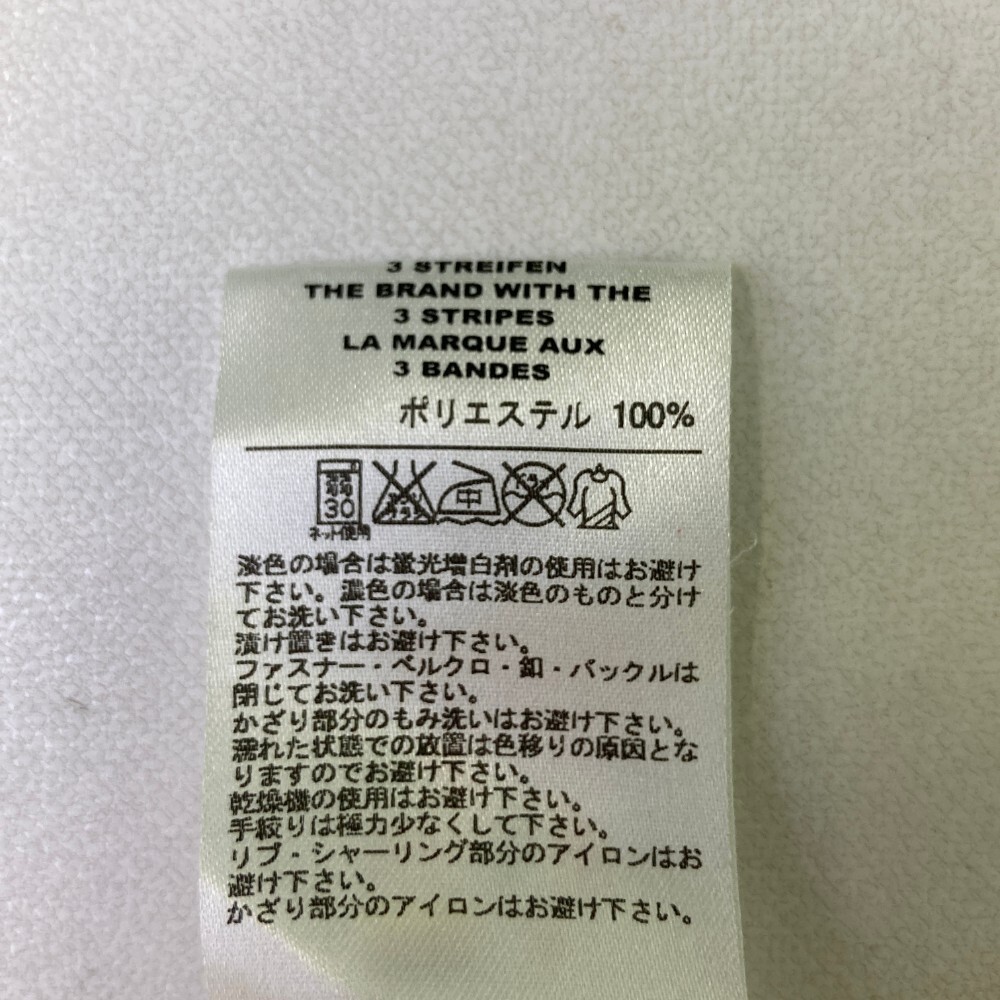 3 STREIFEN
THE BRAND WITH THE
3 STRIPES
LA MARQUE AUX
3 BANDES
ポリエステル 100%
30
中
ネット使用
淡色の場合は蛍光増白剤の使用はお避け
下さい。濃色の場合は淡色のものと分け
てお洗い下さい。
漬け置きはお避け下さい。
ファスナー・ベルクロ・釦・バックルは
閉じてお洗い下さい。
かざり部分のもみ洗いはお避け下さい。
濡れた状態での放置は色移りの原因とな
りますのでお避け下さい。
乾燥機の使用はお避け下さい。
手絞りは極力少なくして下さい。
リブ・シャーリング部分のアイロンはお
避け下さい。
かざり部分のアイロンはお避け下さい。